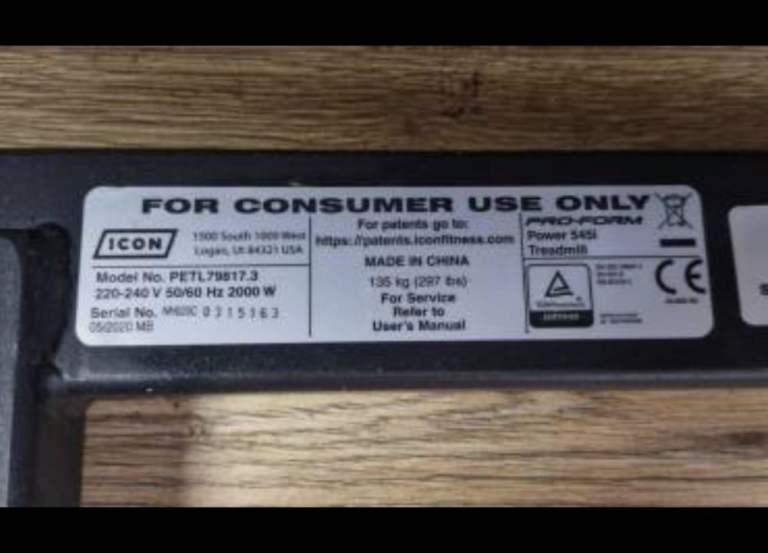 FOR CONSUMER USE ONLY
ICON
1500 South 1000 West
Logan, Ut 84321 USA
Model No. PETL79817.3
220-240 V 50/60 Hz 2000 W
Serial No.
0315163
05/2020 MB
For patents go to:
https://patents.iconfitness.com
MADE IN CHINA
135 kg (297 lbs)
For Service
Refer to
User's Manual
PRO-FORM
Power 545i
Treadmill
CE
S